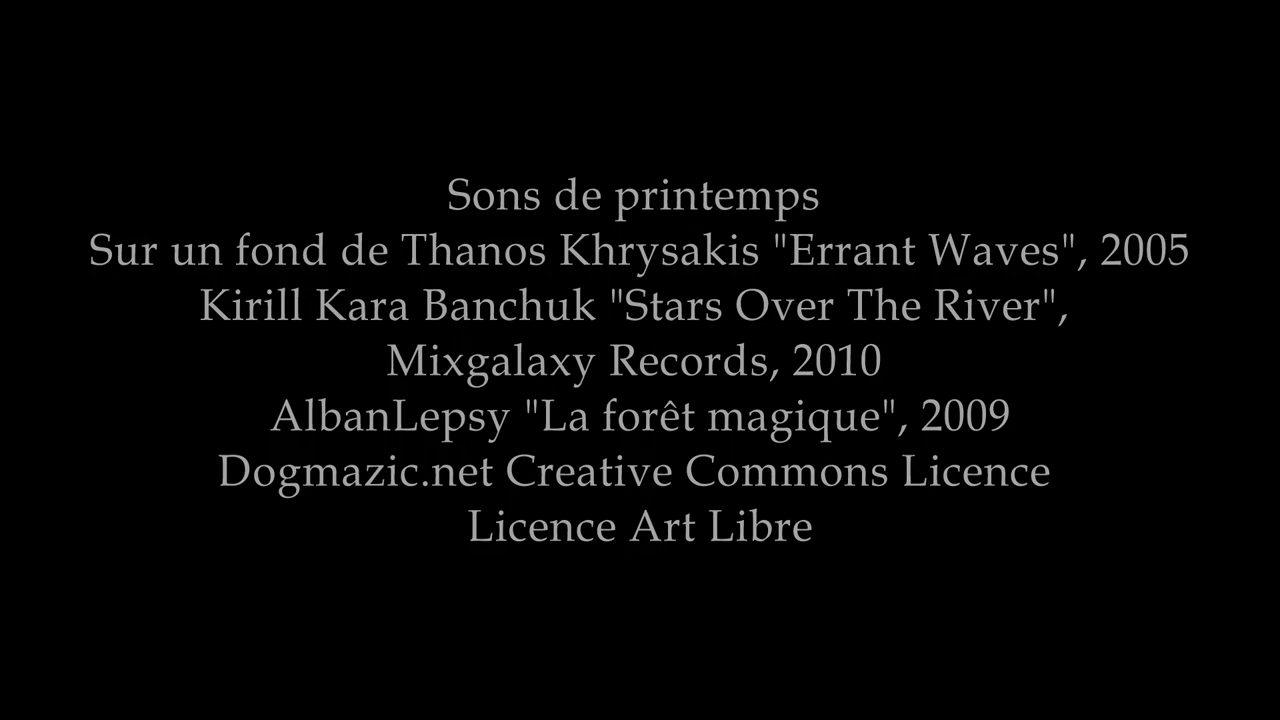 Sons de printemps
Sur un fond de Thanos Khrysakis "Errant Waves", 2005
Kirill Kara Banchuk "Stars Over The River",
Mixgalaxy Records, 2010
AlbanLepsy "La forêt magique", 2009
Dogmazic.net Creative Commons Licence
Licence Art Libre